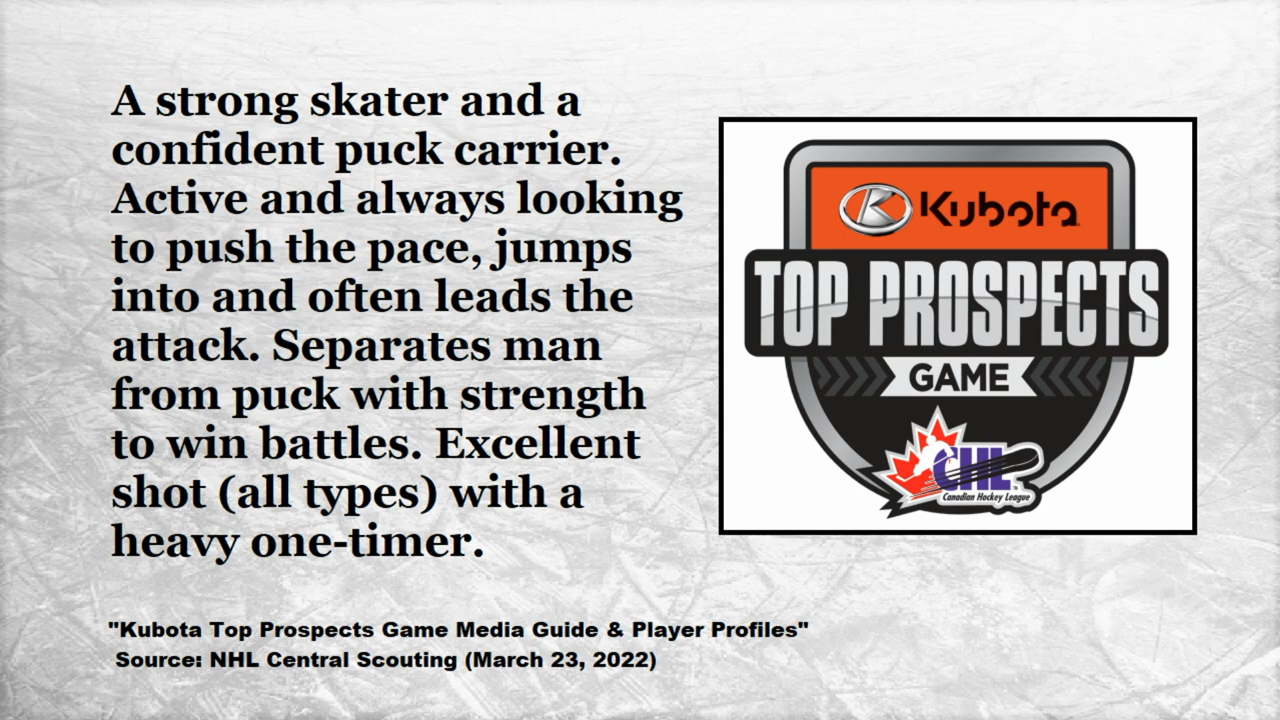 A strong skater and a
confident puck carrier.
Active and always looking
to push the pace, jumps
into and often leads the
attack. Separates man
from puck with strength
to win battles. Excellent
shot (all types) with a
heavy one-timer.
Kubota
TOP PROSPECTS
GAME
CHL
Canadian Hockey League
"Kubota Top Prospects Game Media Guide & Player Profiles"
Source: NHL Central Scouting (March 23, 2022)